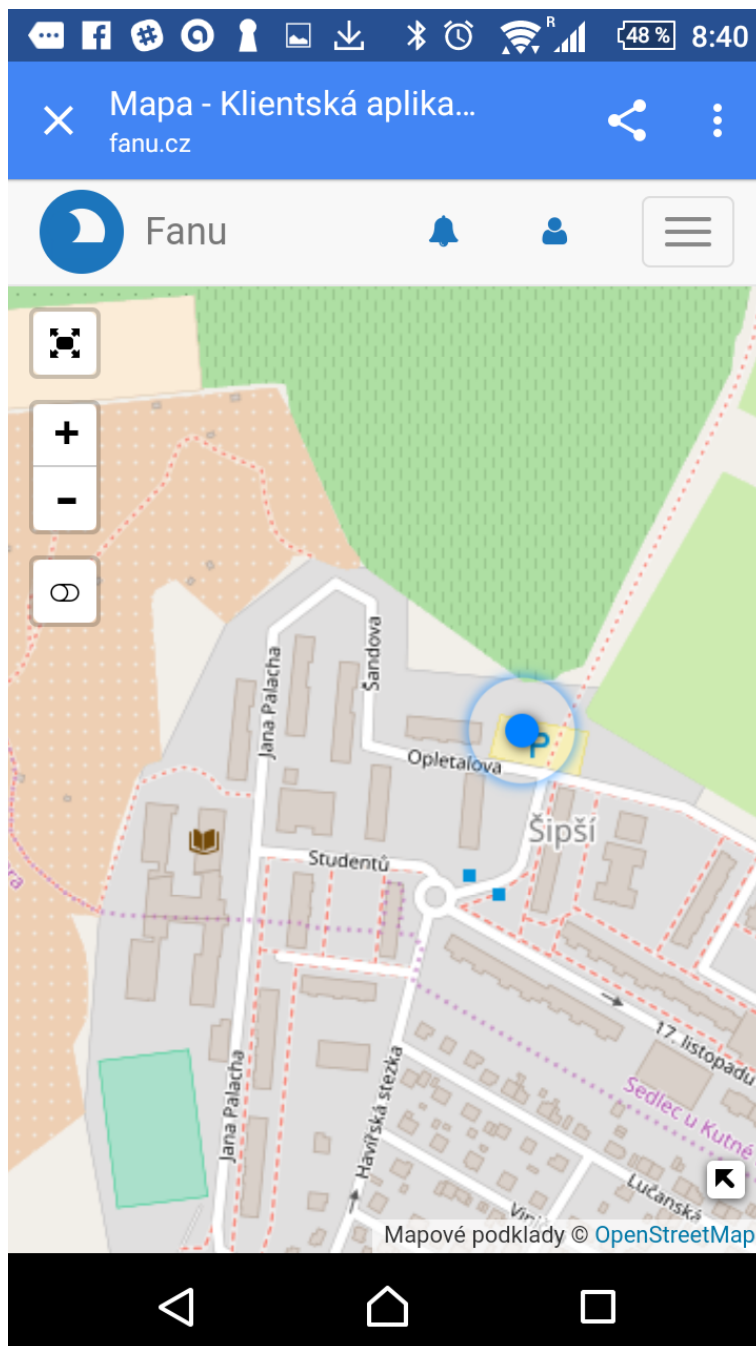 R
48 %
8:40
Mapa - Klientská aplika...
fanu.cz
Fanu
+
-
Šandova
Jana Palacha
P
Opletalova
Šipší
Studentů
17. listopadu
Jana Palacha
Havířská stezka
Sedlec u Kutné
Lučanská
Mapové podklady © OpenStreetMap